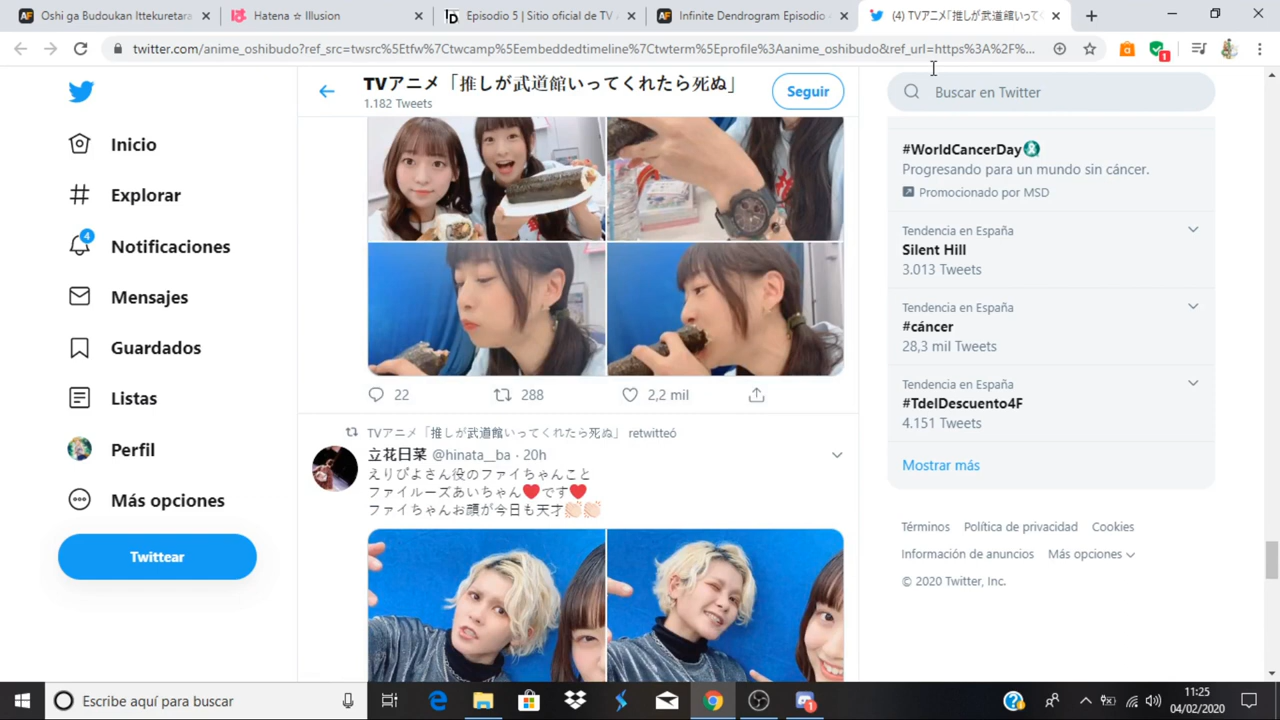 Oshi ga Budoukan Ittekuretara
Hatena ☆ Illusion
Episodio 5 | Sitio oficial de TV
Infinite Dendrogram Episodio
(4) TVアニメ「推しが武道館いって
twitter.com/anime_oshibudo?ref_src=twsrc%5Etfw%7Ctwcamp%5Eembeddedtimeline%7Ctwterm%5Eprofile%3Aanime_oshibudo&ref_url=https%3A%2F%...
1
Inicio
Explorar
4
Notificaciones
Mensajes
Guardados
Listas
Perfil
Más opciones
Twittear
TVアニメ「推しが武道館いってくれたら死ぬ」
1.182 Tweets
Seguir
22
288
2,2 mil
TVアニメ「推しが武道館いってくれたら死ぬ」 retwitteó
立花日菜 @hinata__ba · 20h
えりぴよさん役のファイちゃんこと
ファイルーズあいちゃん❤です❤
ファイちゃんお顔が今日も天才👏🏻👏🏻
Buscar en Twitter
#WorldCancerDay
Progresando para un mundo sin cáncer.
Promocionado por MSD
Tendencia en España
Silent Hill
3.013 Tweets
Tendencia en España
#cáncer
28,3 mil Tweets
Tendencia en España
#TdelDescuento4F
4.151 Tweets
Mostrar más
Términos Política de privacidad Cookies
Información de anuncios Más opciones
© 2020 Twitter, Inc.
Escribe aquí para buscar
11:25
04/02/2020